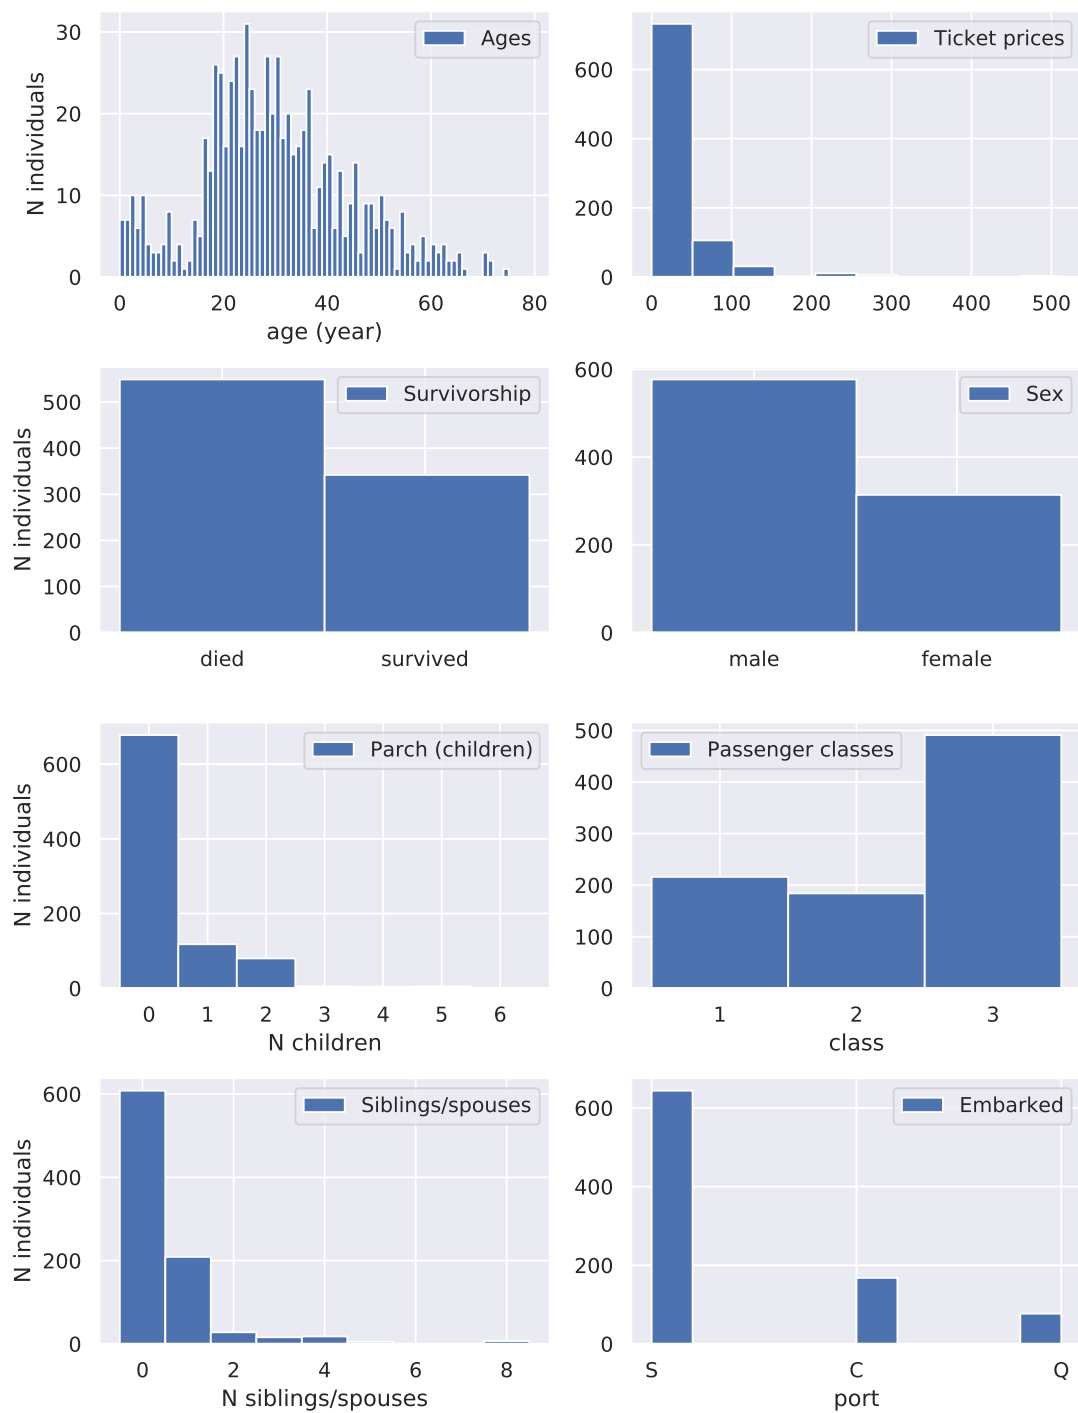 Ages
N individuals
30
20
10
0
0 20 40 60 80
age (year)
Ticket prices
600
400
200
0
0 100 200 300 400 500
Survivorship
N individuals
500
400
300
200
100
0
died survived
Sex
600
400
200
0
male female
Parch (children)
N individuals
600
400
200
0
0 1 2 3 4 5 6
N children
Passenger classes
500
400
300
200
100
0
1 2 3
class
Siblings/spouses
N individuals
600
400
200
0
0 2 4 6 8
N siblings/spouses
Embarked
600
400
200
0
S C Q
port